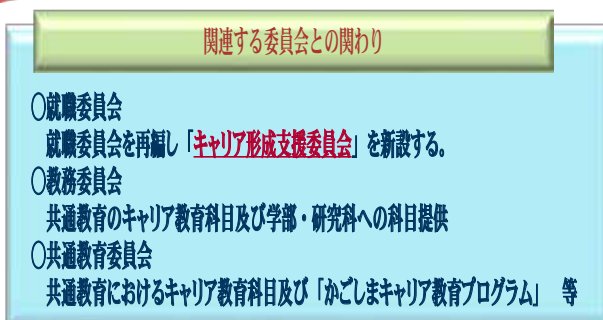 関連する委員会との関わり
○就職委員会
就職委員会を再編し「キャリア形成支援委員会」を新設する。
○教務委員会
共通教育のキャリア教育科目及び学部・研究科への科目提供
○共通教育委員会
共通教育におけるキャリア教育科目及び「かごしまキャリア教育プログラム」 等